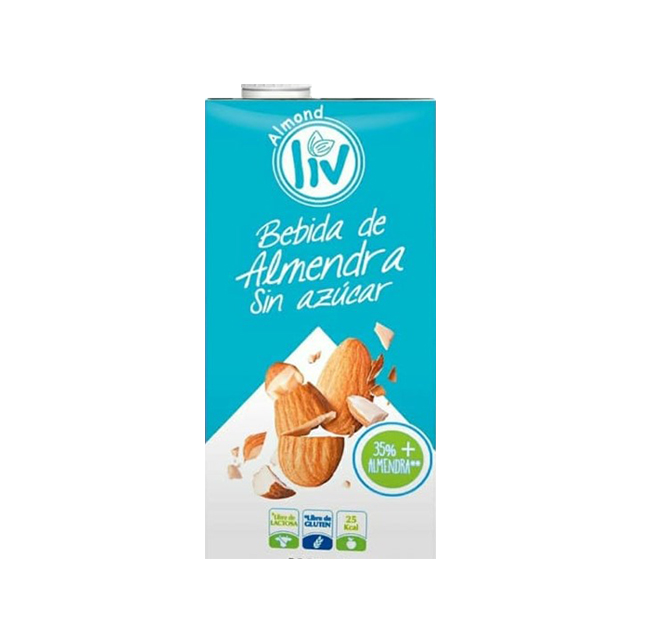 Almond
liv
Bebida de
Almendra
Sin azúcar
35% +
ALMENDRA**
*Libre de
LACTOSA
*Libre de
GLUTEN
25
Kcal